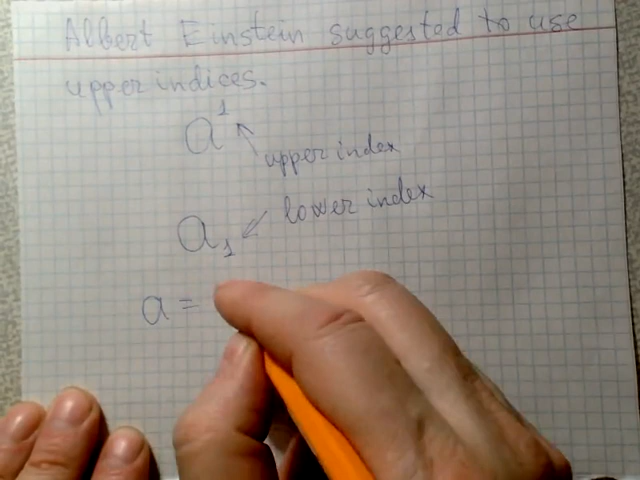 Albert Einstein suggested to use
upper indices.
a¹
upper index
lower index
a₁
a =